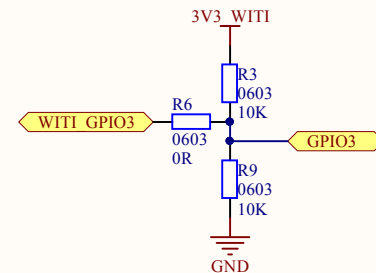 3V3_WITI
R3
0603
10K
R6
WITI_GPIO3
0603
0R
GPIO3
R9
0603
10K
GND